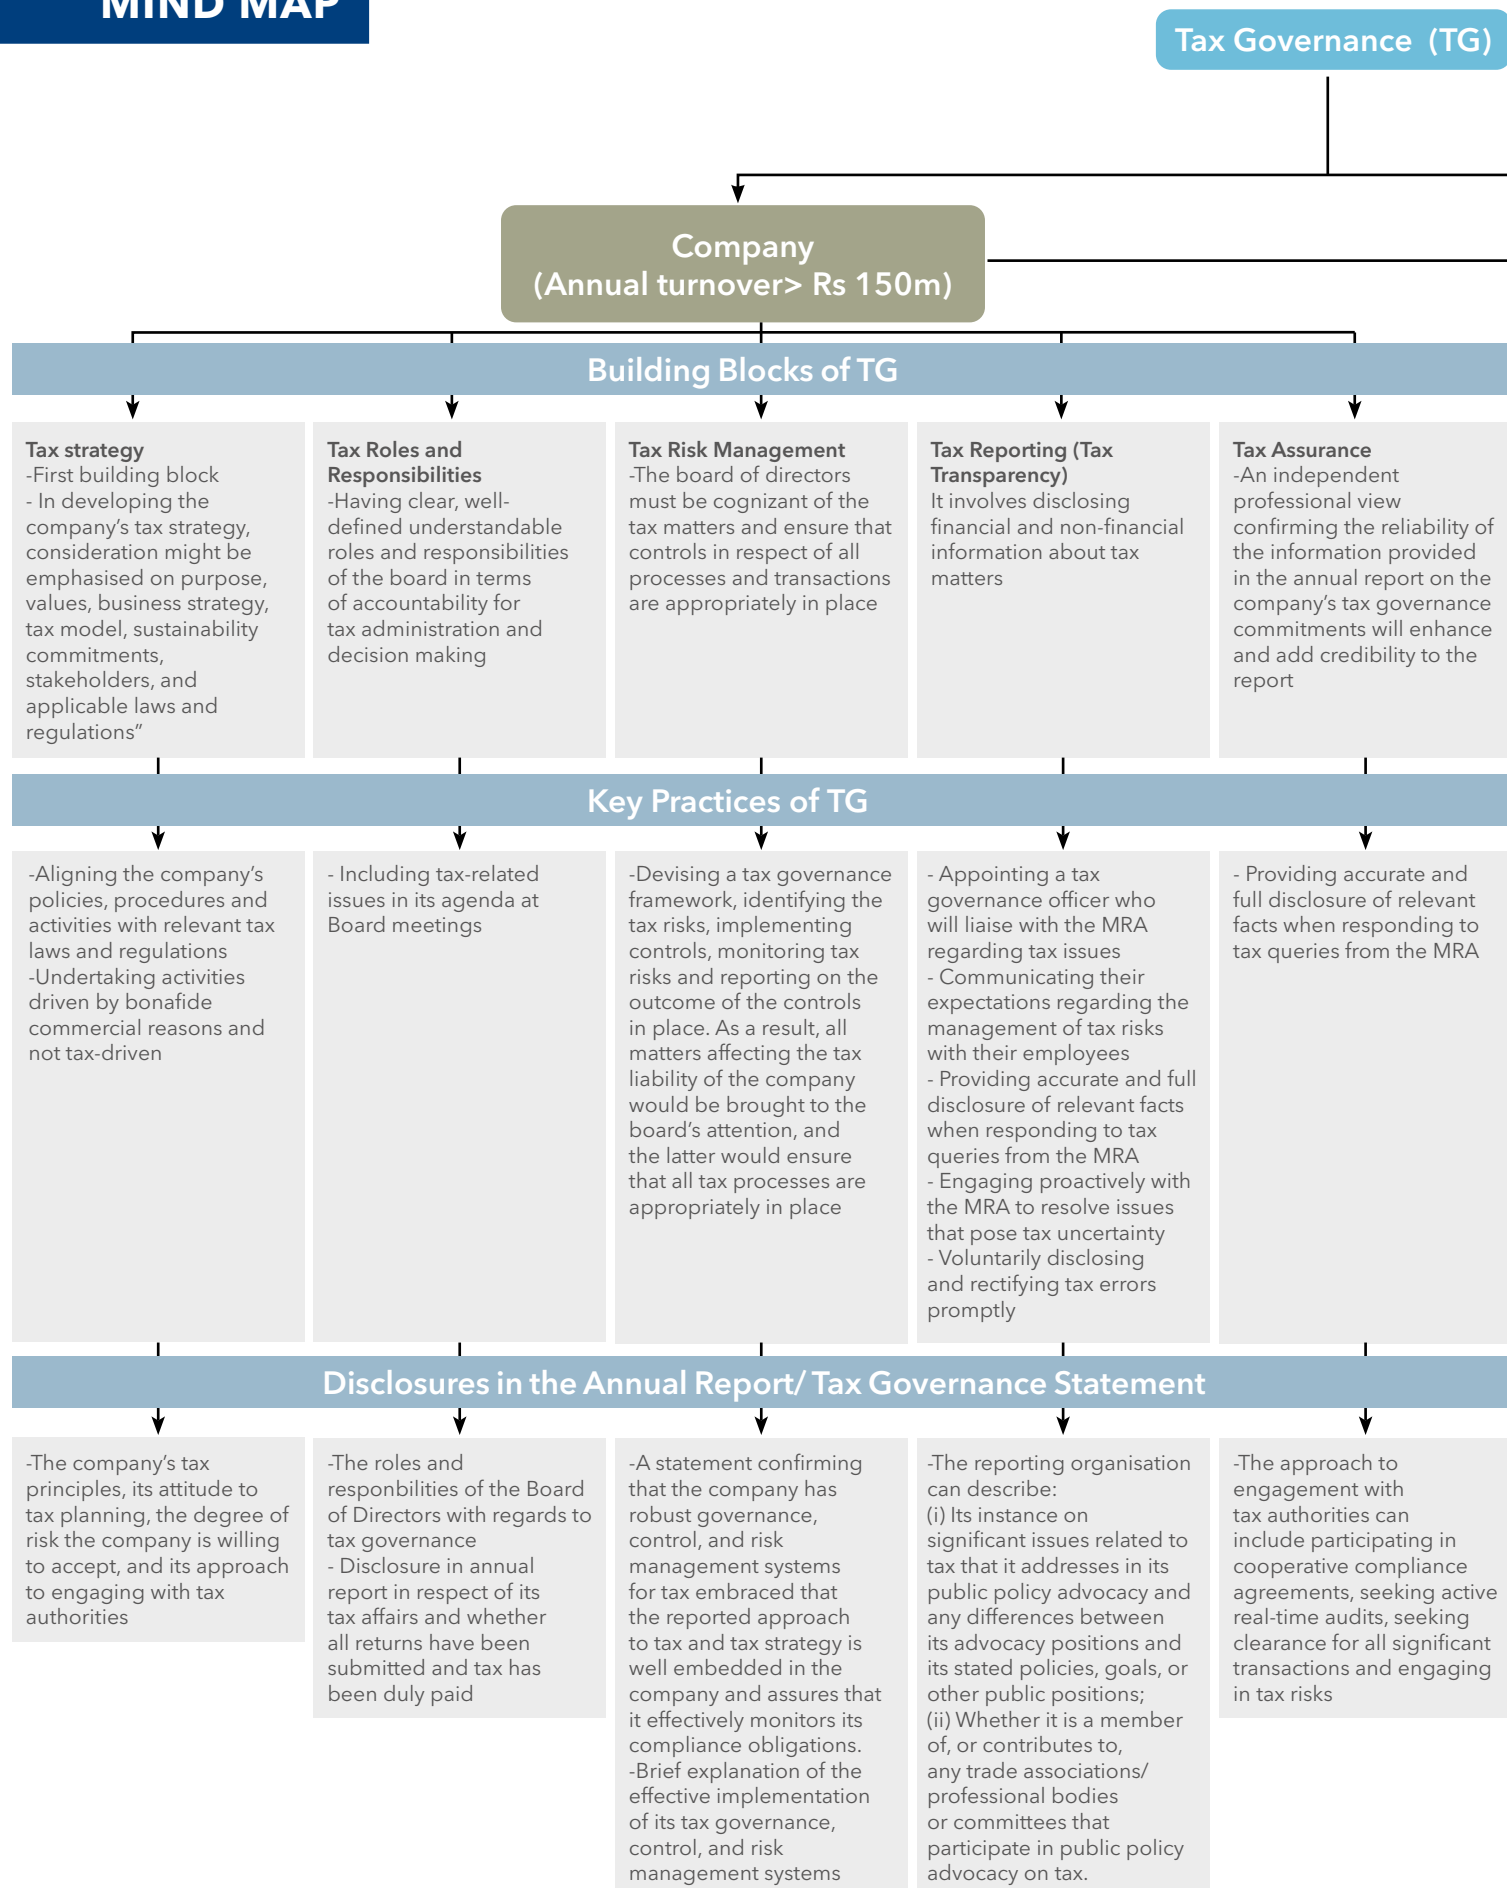 MIND MAP
Tax Governance (TG)
Company
(Annual turnover> Rs 150m)
Building Blocks of TG
Tax strategy
-First building block
- In developing the
company's tax strategy,
consideration might be
emphasised on purpose,
values, business strategy,
tax model, sustainability
commitments,
stakeholders, and
applicable laws and
regulations”
Tax Roles and
Responsibilities
-Having clear, well-
defined understandable
roles and responsibilities
of the board in terms
of accountability for
tax administration and
decision making
Tax Risk Management
-The board of directors
must be cognizant of the
tax matters and ensure that
controls in respect of all
processes and transactions
are appropriately in place
Tax Reporting (Tax
Transparency)
It involves disclosing
financial and non-financial
information about tax
matters
Tax Assurance
-An independent
professional view
confirming the reliability of
the information provided
in the annual report on the
company's tax governance
commitments will enhance
and add credibility to the
report
Key Practices of TG
-Aligning the company's
policies, procedures and
activities with relevant tax
laws and regulations
-Undertaking activities
driven by bonafide
commercial reasons and
not tax-driven
- Including tax-related
issues in its agenda at
Board meetings
-Devising a tax governance
framework, identifying the
tax risks, implementing
controls, monitoring tax
risks and reporting on the
outcome of the controls
in place. As a result, all
matters affecting the tax
liability of the company
would be brought to the
board's attention, and
the latter would ensure
that all tax processes are
appropriately in place
- Appointing a tax
governance officer who
will liaise with the MRA
regarding tax issues
- Communicating their
expectations regarding the
management of tax risks
with their employees
- Providing accurate and full
disclosure of relevant facts
when responding to tax
queries from the MRA
- Engaging proactively with
the MRA to resolve issues
that pose tax uncertainty
- Voluntarily disclosing
and rectifying tax errors
promptly
- Providing accurate and
full disclosure of relevant
facts when responding to
tax queries from the MRA
Disclosures in the Annual Report/ Tax Governance Statement
-The company's tax
principles, its attitude to
tax planning, the degree of
risk the company is willing
to accept, and its approach
to engaging with tax
authorities
-The roles and
responbilities of the Board
of Directors with regards to
tax governance
- Disclosure in annual
report in respect of its
tax affairs and whether
all returns have been
submitted and tax has
been duly paid
-A statement confirming
that the company has
robust governance,
control, and risk
management systems
for tax embraced that
the reported approach
to tax and tax strategy is
well embedded in the
company and assures that
it effectively monitors its
compliance obligations.
-Brief explanation of the
effective implementation
of its tax governance,
control, and risk
management systems
-The reporting organisation
can describe:
(i) Its instance on
significant issues related to
tax that it addresses in its
public policy advocacy and
any differences between
its advocacy positions and
its stated policies, goals, or
other public positions;
(ii) Whether it is a member
of, or contributes to,
any trade associations/
professional bodies
or committees that
participate in public policy
advocacy on tax.
-The approach to
engagement with
tax authorities can
include participating in
cooperative compliance
agreements, seeking active
real-time audits, seeking
clearance for all significant
transactions and engaging
in tax risks